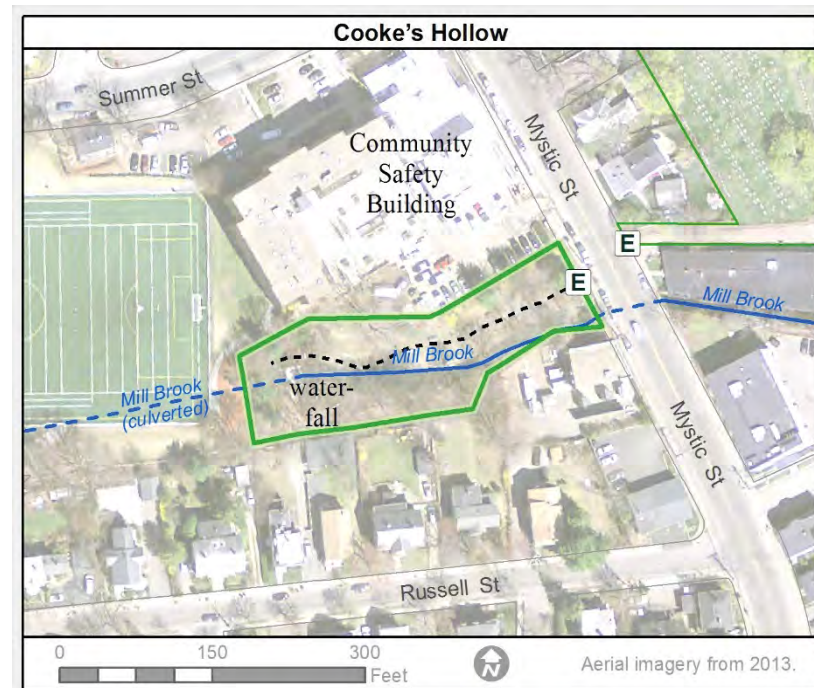 Cooke's Hollow
Summer St
Community
Safety
Building
Mystic St
E
E
Mill Brook
Mill Brook
Mill Brook
(culverted)
water-
fall
Mystic St
Russell St
0 150 300
Feet
N
Aerial imagery from 2013.